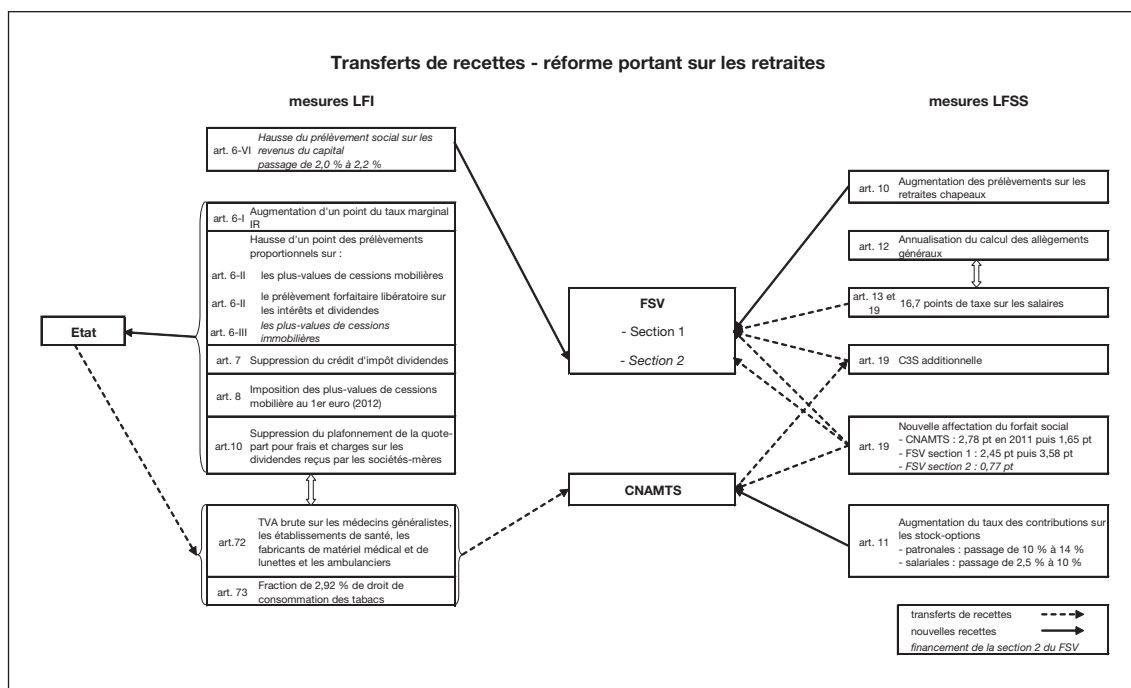 Transferts de recettes - réforme portant sur les retraites
mesures LFI
mesures LFSS
art. 6-VI
Hausse du prélèvement social sur les
revenus du capital
passage de 2,0 % à 2,2 %
art. 6-I
Augmentation d'un point du taux marginal
IR
Hausse d'un point des prélèvements
proportionnels sur :
art. 6-II
les plus-values de cessions mobilières
art. 6-II
le prélèvement forfaitaire libératoire sur
les intérêts et dividendes
art. 6-III
les plus-values de cessions
immobilières
art. 7
Suppression du crédit d'impôt dividendes
art. 8
Imposition des plus-values de cessions
mobilière au 1er euro (2012)
art.10
Suppression du plafonnement de la quote-
part pour frais et charges sur les
dividendes reçus par les sociétés-mères
art.72
TVA brute sur les médecins généralistes,
les établissements de santé, les
fabricants de matériel médical et de
lunettes et les ambulanciers
art. 73
Fraction de 2,92 % de droit de
consommation des tabacs
Etat
FSV
- Section 1
- Section 2
CNAMTS
art. 10
Augmentation des prélèvements sur les
retraites chapeaux
art. 12
Annualisation du calcul des allègements
généraux
art. 13 et
19
16,7 points de taxe sur les salaires
art. 19
C3S additionnelle
art. 19
Nouvelle affectation du forfait social
- CNAMTS : 2,78 pt en 2011 puis 1,65 pt
- FSV section 1 : 2,45 pt puis 3,58 pt
- FSV section 2 : 0,77 pt
art. 11
Augmentation du taux des contributions sur
les stock-options
- patronales : passage de 10 % à 14 %
- salariales : passage de 2,5 % à 10 %
transferts de recettes
nouvelles recettes
financement de la section 2 du FSV